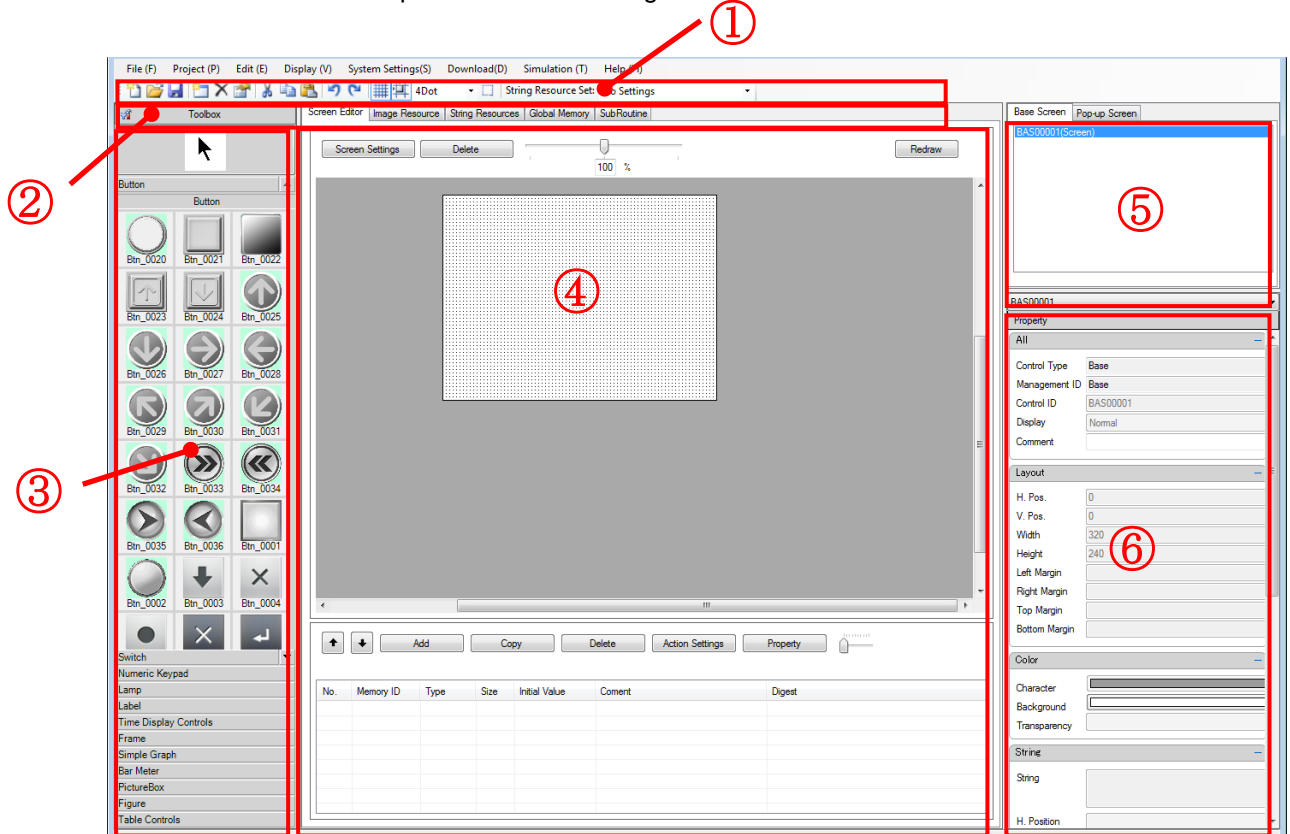 ①
File (F) Project (P) Edit (E) Display (V) System Settings(S) Download(D) Simulation (T)
4Dot String Resource Set: Settings
Toolbox Screen Editor Image Resource String Resources Global Memory SubRoutine Base Screen Pop-up Screen
BAS00001(Screen)
Screen Settings Delete Redraw
100 %
②
Button
Button
⑤
Btn_0020 Btn_0021 Btn_0022
④
Btn_0023 Btn_0024 Btn_0025
BAS00001
Property
All
Btn_0026 Btn_0027 Btn_0028
Control Type Base
Management ID Base
Control ID BAS00001
Display Normal
Comment
Btn_0029 Btn_0030 Btn_0031
Layout
③
Btn_0032 Btn_0033 Btn_0034
H. Pos. 0
V. Pos. 0
Width 320
Height 240
⑥
Btn_0035 Btn_0036 Btn_0001
Left Margin
Right Margin
Top Margin
Bottom Margin
Btn_0002 Btn_0003 Btn_0004
Add Copy Delete Action Settings Property
Switch
Numeric Keypad
Lamp
Label
Time Display Controls
Frame
Simple Graph
Bar Meter
PictureBox
Figure
Table Controls
No. Memory ID Type Size Initial Value Coment Digest
Color
Character
Background
Transparency
String
String
H. Position